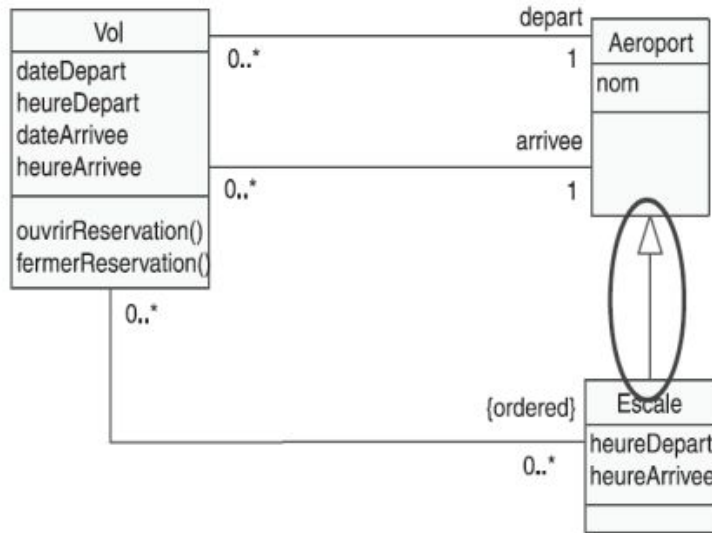 Vol
dateDepart
heureDepart
dateArrivee
heureArrivee
ouvrirReservation()
fermerReservation()
depart
0..*
1
arrivee
0..*
1
Aeroport
nom
0..*
{ordered}
0..*
Escale
heureDepart
heureArrivee